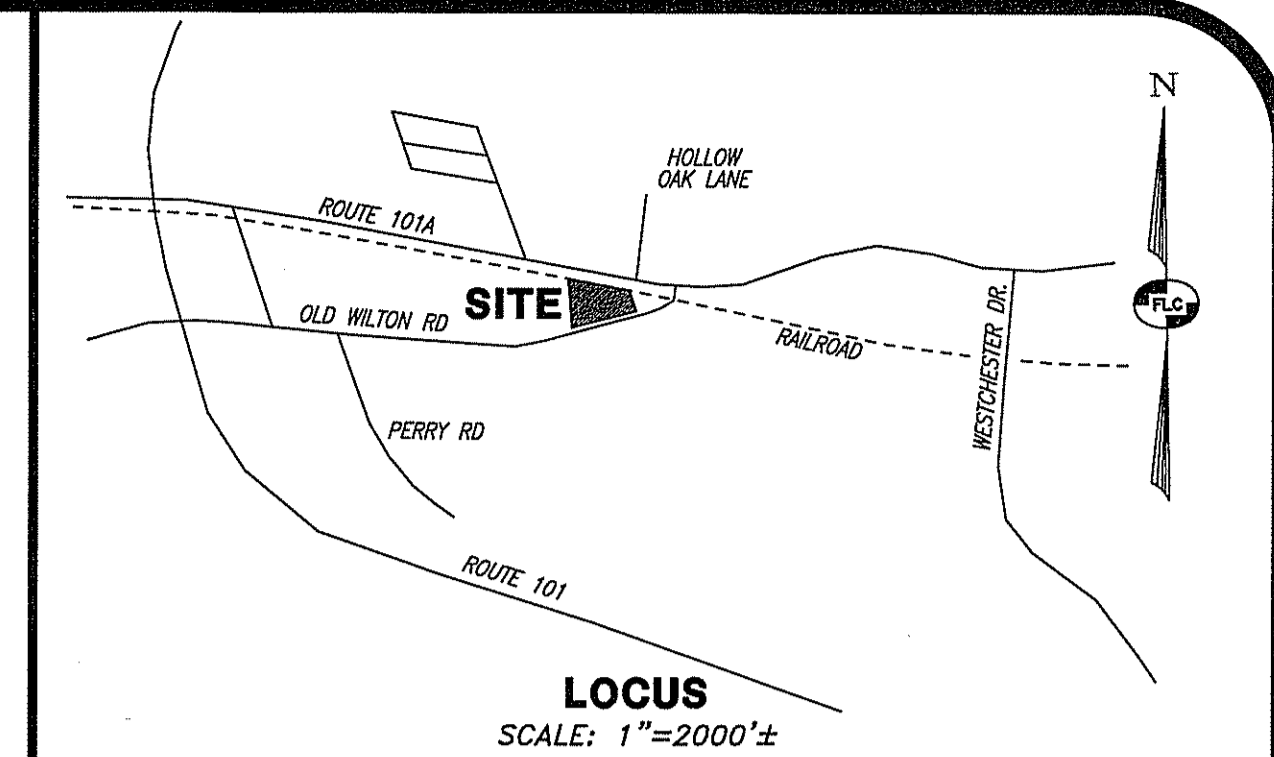 N
HOLLOW
OAK LANE
ROUTE 101A
SITE
FLC
OLD WILTON RD
RAILROAD
WESTCHESTER DR.
PERRY RD
ROUTE 101
LOCUS
SCALE: 1"=2000'±